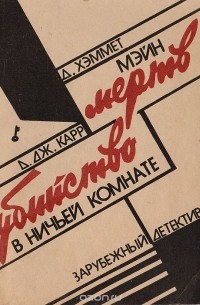 Д. ХЭММЕТ
МЭЙН
мертв
Д. ДЖ. КАРР
убийство
В НИЧЬЕЙ КОМНАТЕ
ЗАРУБЕЖНЫЙ ДЕТЕКТИВ